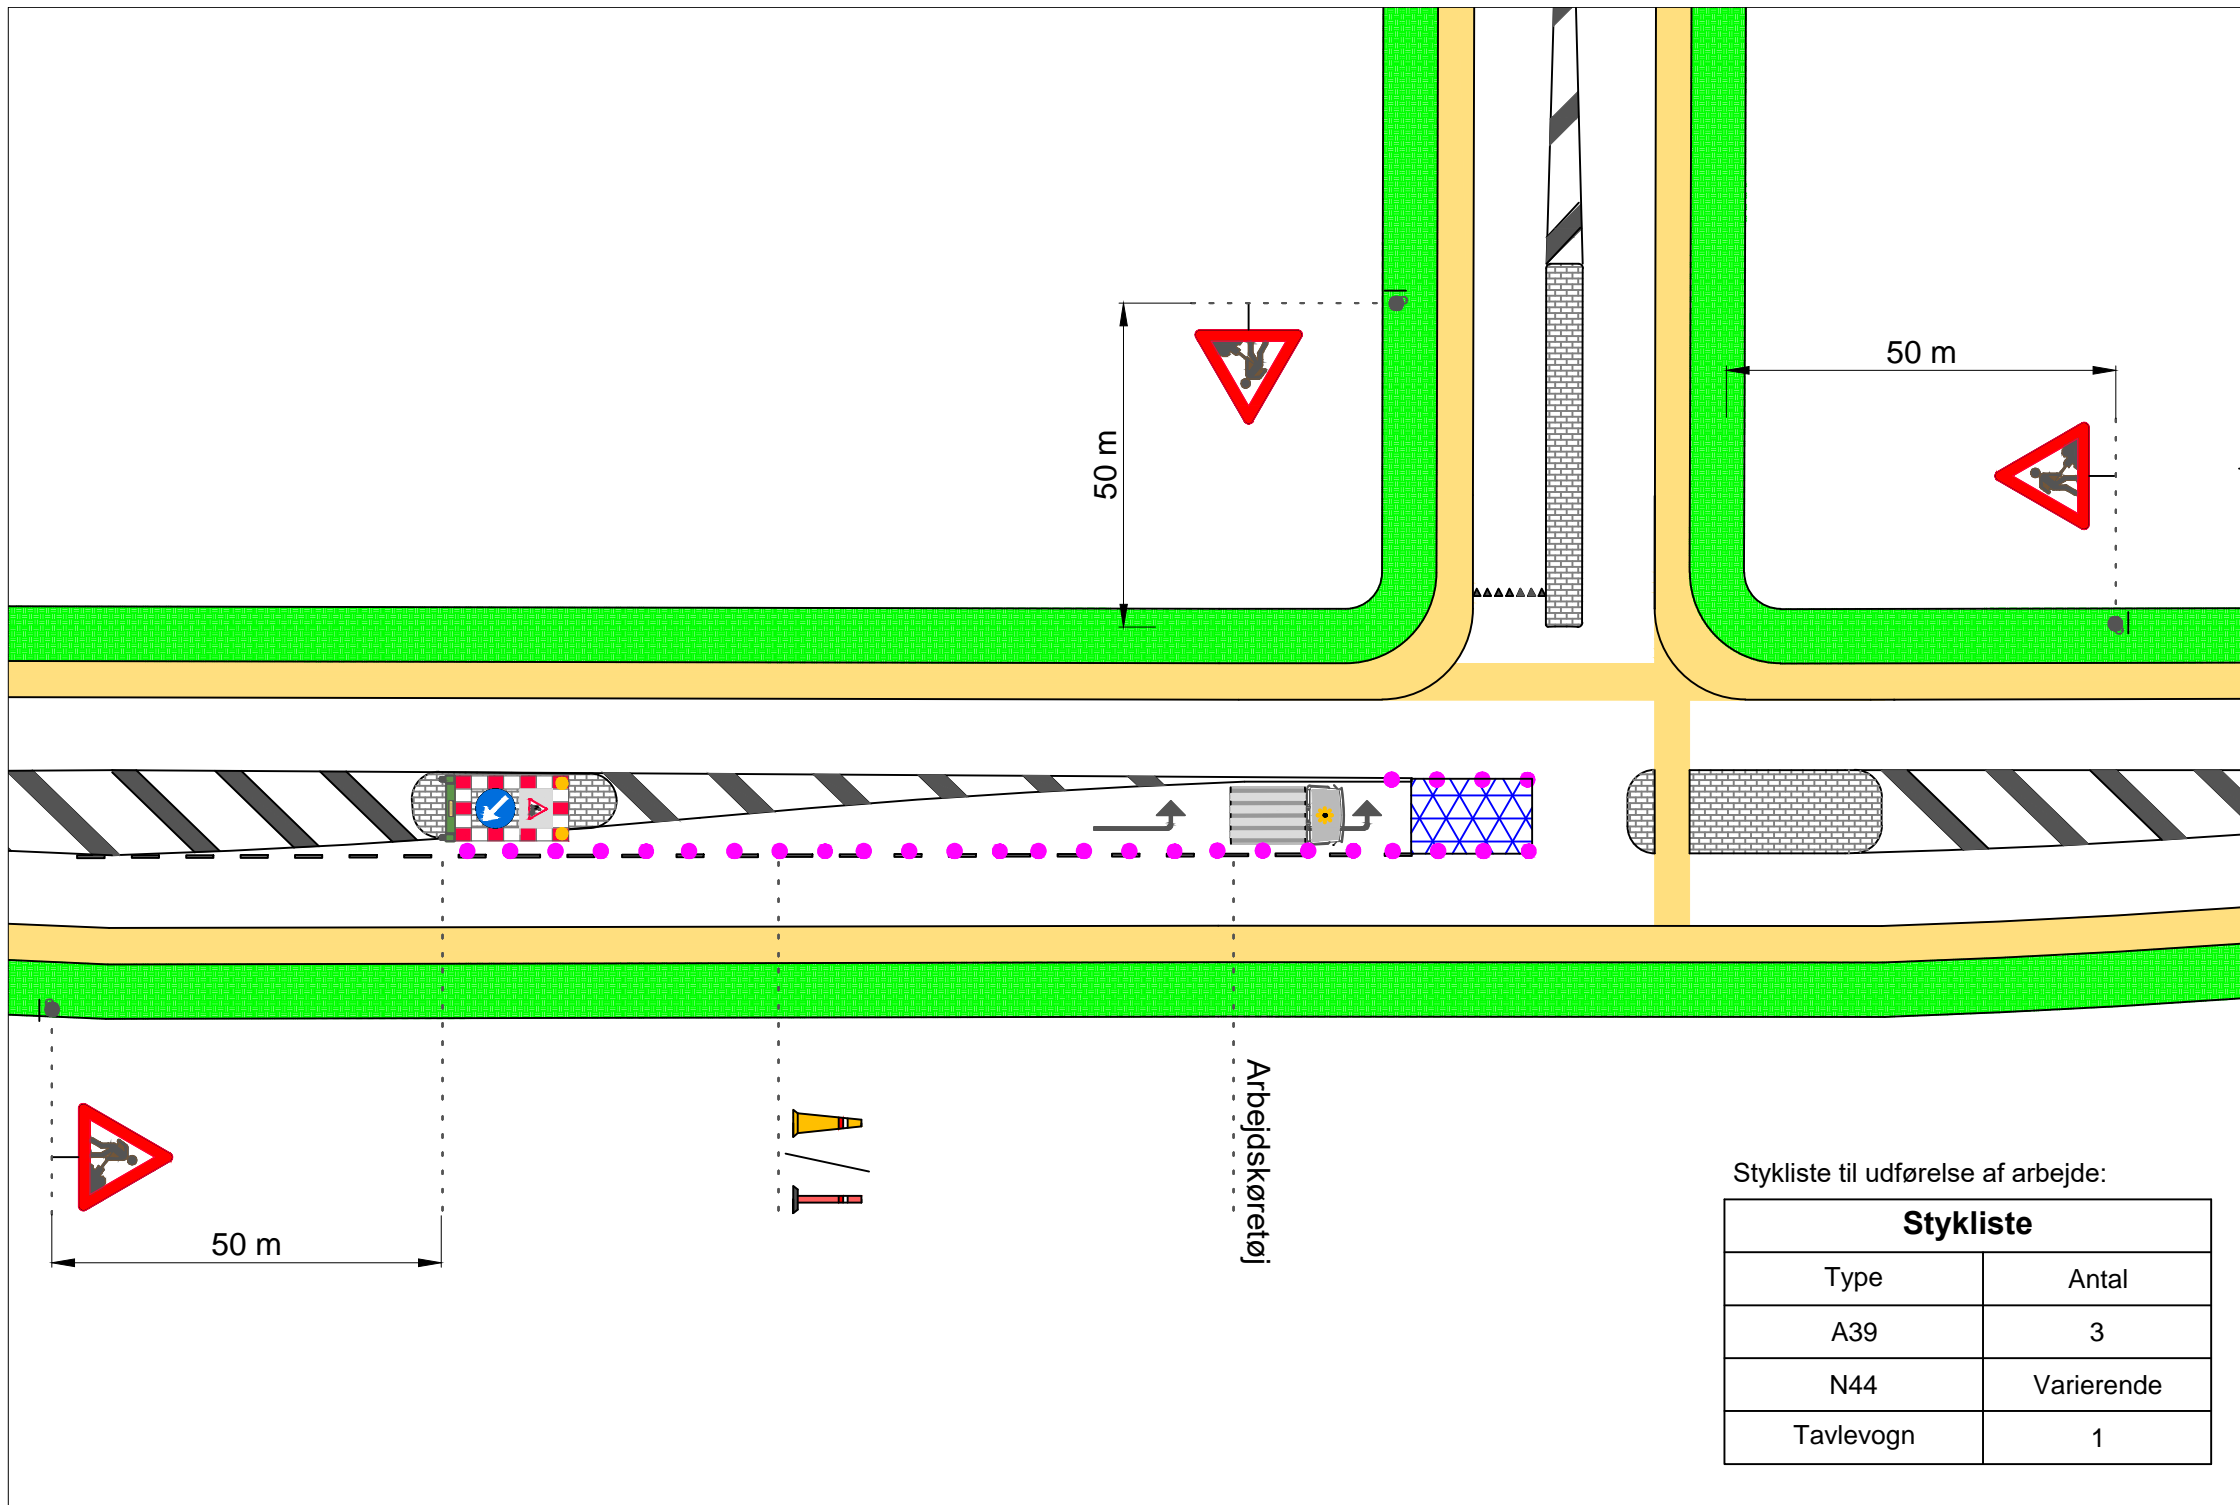 50 m
50 m
50 m
Arbejdskøretøj
Stykliste til udførelse af arbejde:
Stykliste
Type Antal
A39 3
N44 Varierende
Tavlevogn 1